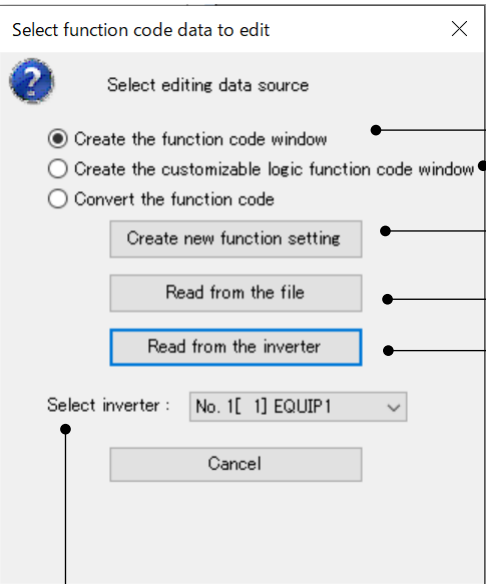 Select function code data to edit
Select editing data source
Create the function code window
Create the customizable logic function code window
Convert the function code
Create new function setting
Read from the file
Read from the inverter
Select inverter : No. 1[ 1] EQUIP1
Cancel